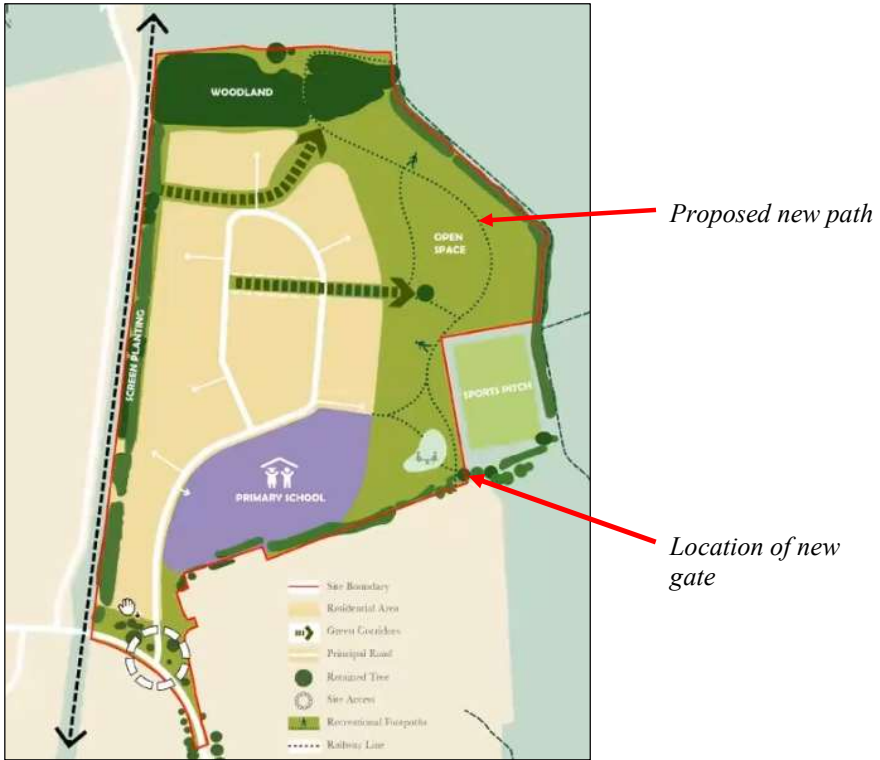 WOODLAND
Proposed new path
OPEN
SPACE
SCREEN PLANTING
SPORTS PITCH
PRIMARY SCHOOL
Location of new
gate
Site Boundary
Residential Area
Green Corridors
Principal Road
Retained Tree
Site Access
Recreational Footpaths
Railway Line